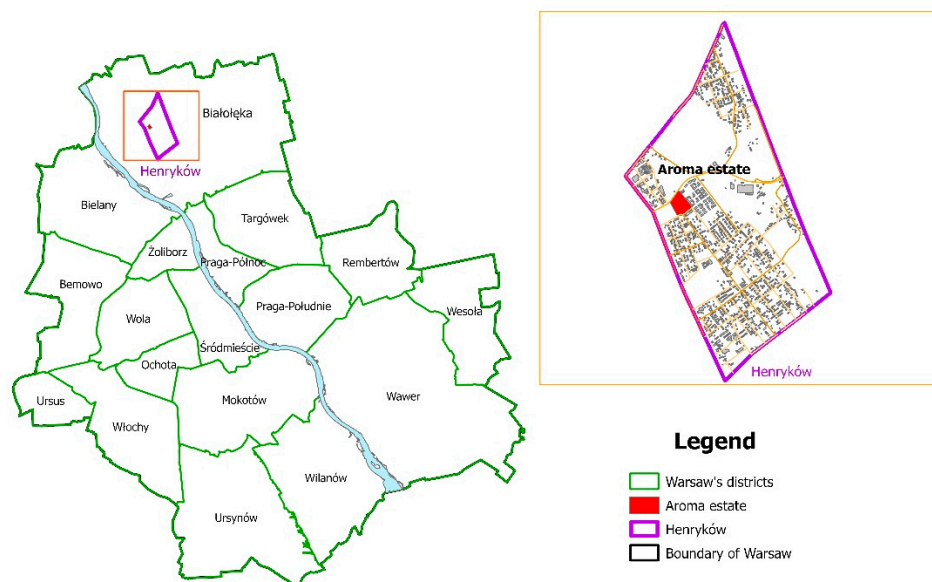 Białołęka
Henryków
Bielany
Targówek
Żoliborz
Praga-Północ
Rembertów
Bemowo
Praga-Południe
Wesoła
Wola
Śródmieście
Ochota
Ursus
Mokotów
Wawer
Włochy
Wilanów
Ursynów
Aroma estate
Henryków
Legend
Warsaw's districts
Aroma estate
Henryków
Boundary of Warsaw